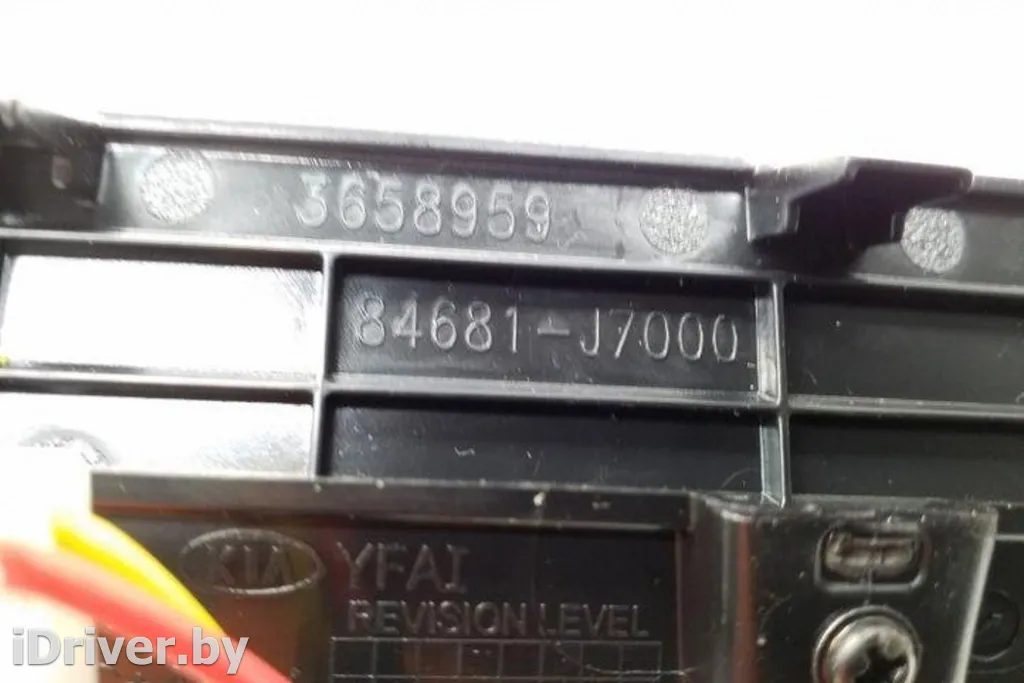 3658959
84681-J7000
KIA YFAI
REVISION LEVEL
iDriver.by